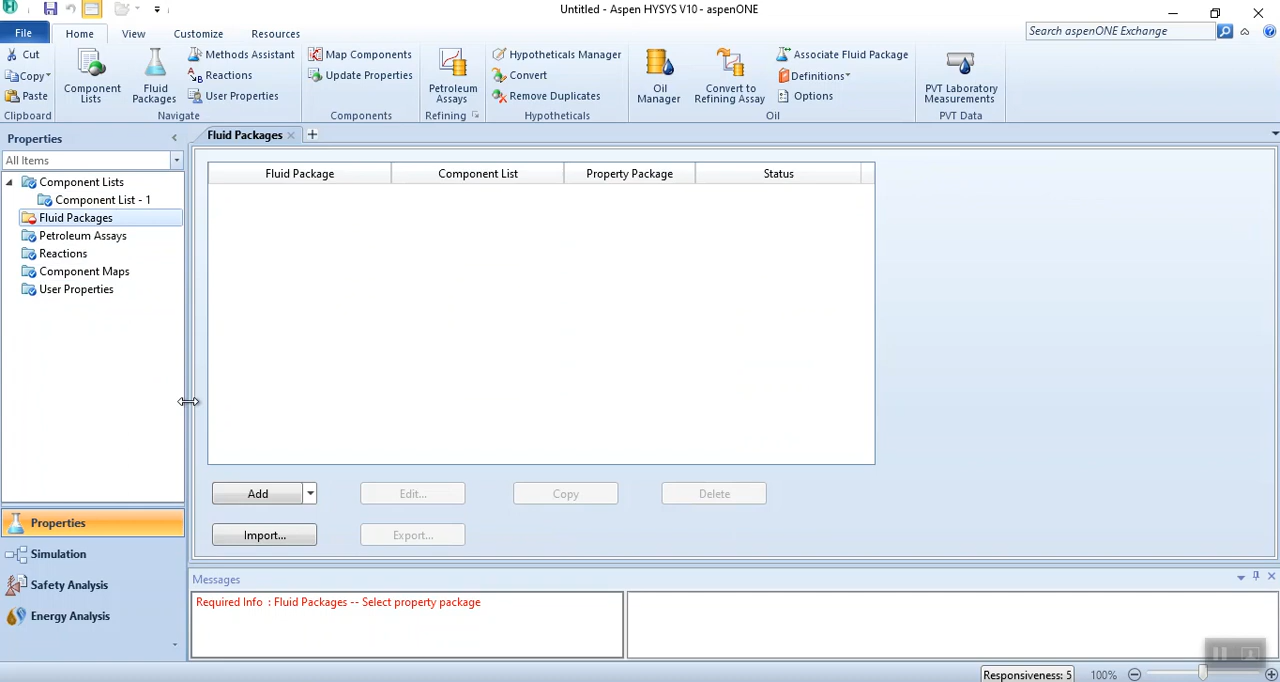 Untitled - Aspen HYSYS V10 - aspenONE
File
Home
View
Customize
Resources
Search aspenONE Exchange
Cut
Copy
Paste
Clipboard
Component
Lists
Fluid
Packages
Methods Assistant
Reactions
User Properties
Navigate
Map Components
Update Properties
Components
Petroleum
Assays
Refining
Hypotheticals Manager
Convert
Remove Duplicates
Hypotheticals
Oil
Manager
Convert to
Refining Assay
Associate Fluid Package
Definitions
Options
Oil
PVT Laboratory
Measurements
PVT Data
Properties
All Items
Component Lists
Component List - 1
Fluid Packages
Petroleum Assays
Reactions
Component Maps
User Properties
Properties
Simulation
Safety Analysis
Energy Analysis
Fluid Packages
Fluid Package
Component List
Property Package
Status
Add
Edit...
Copy
Delete
Import...
Export...
Messages
Required Info : Fluid Packages -- Select property package
Responsiveness: 5
100%